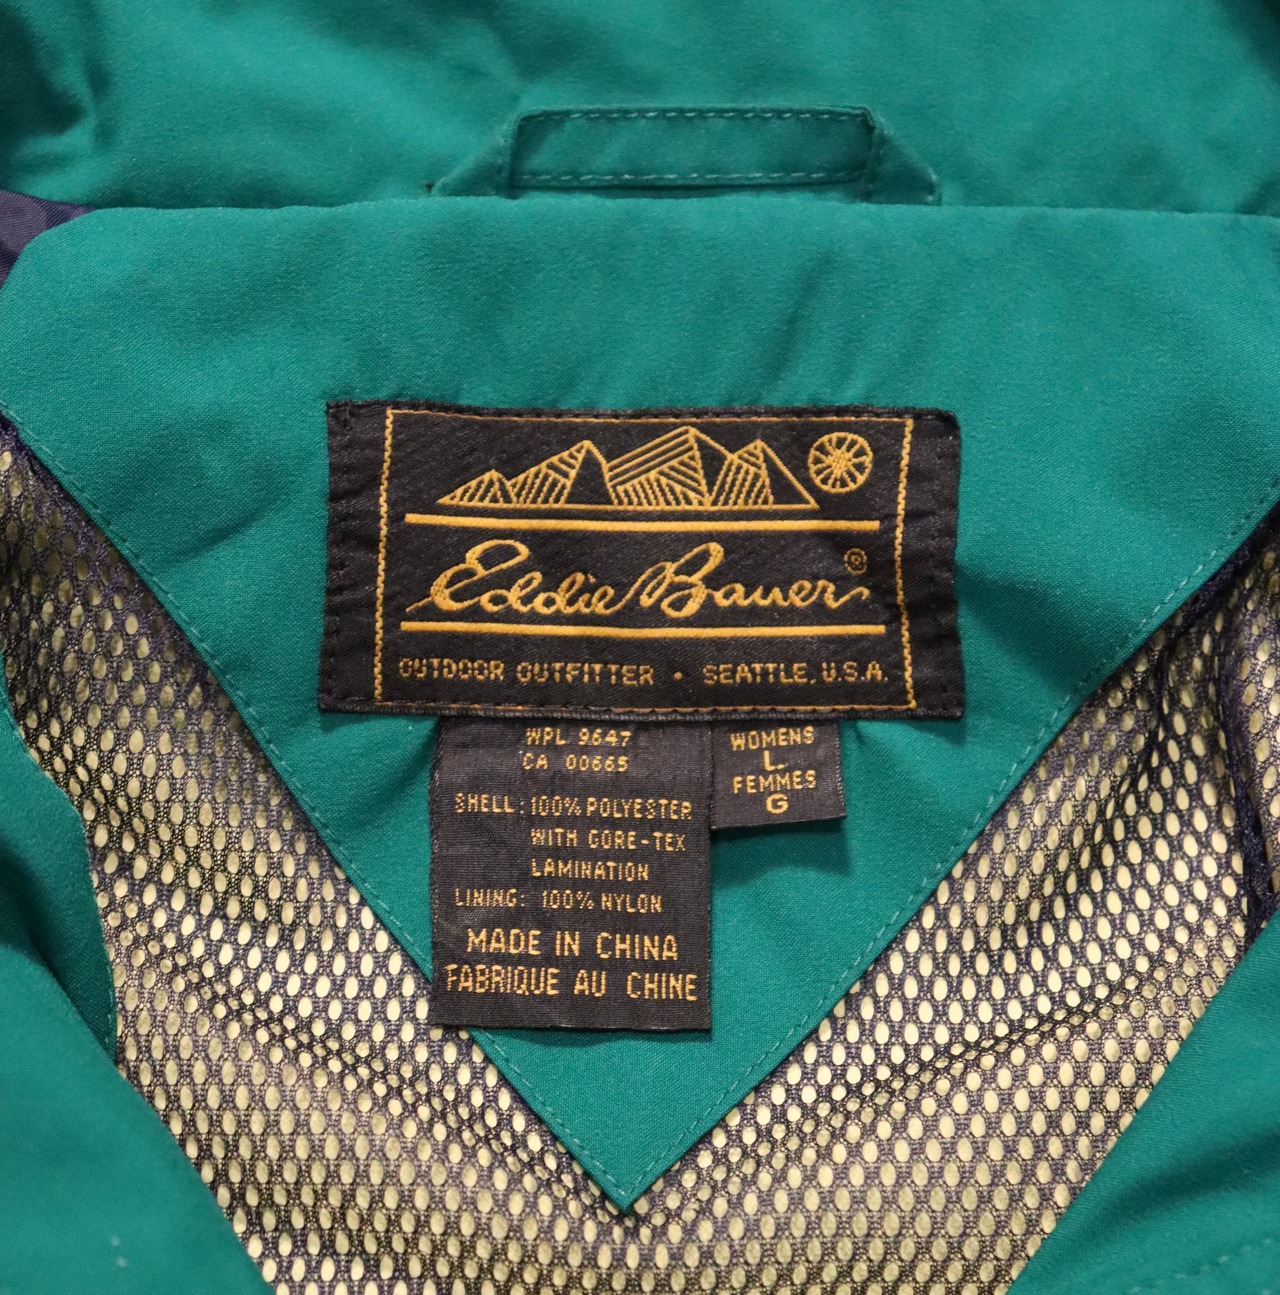 Eddie Bauer®
OUTDOOR OUTFITTER • SEATTLE, U.S.A.
WPL 9647
CA 00665
SHELL: 100% POLYESTER
WITH GORE-TEX
LAMINATION
LINING: 100% NYLON
MADE IN CHINA
FABRIQUE AU CHINE
WOMENS
L
FEMMES
G